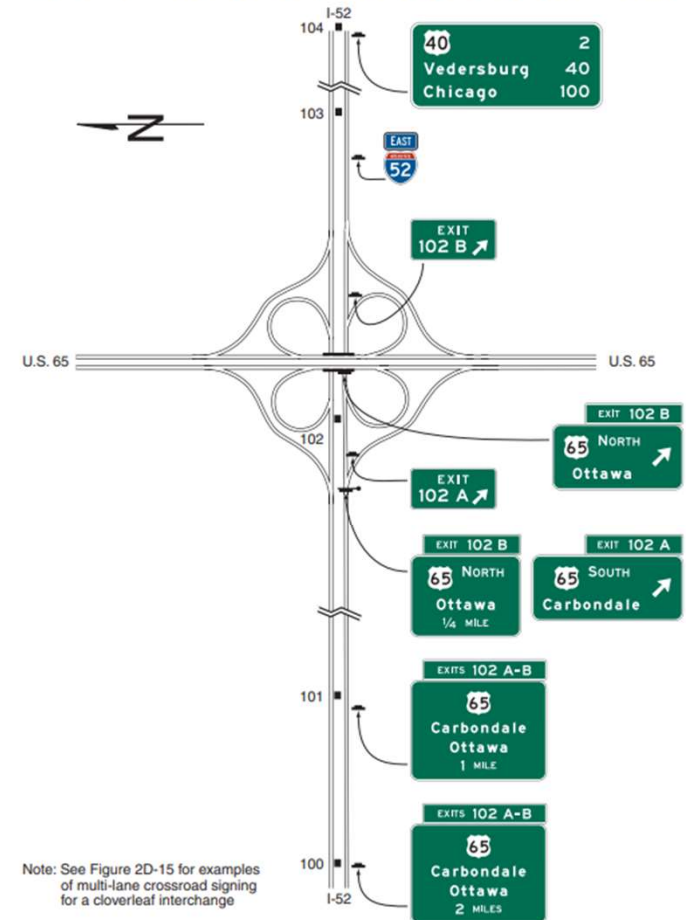 I-52
104
40 2
Vedersburg 40
Chicago 100
103
N
EAST
INTERSTATE
52
EXIT
102 B
U.S. 65
U.S. 65
102
EXIT 102 B
65 NORTH
Ottawa
EXIT
102 A
EXIT 102 B
65 NORTH
Ottawa
1/4 MILE
EXIT 102 A
65 SOUTH
Carbondale
101
EXITS 102 A-B
65
Carbondale
Ottawa
1 MILE
100
EXITS 102 A-B
65
Carbondale
Ottawa
2 MILES
I-52
Note: See Figure 2D-15 for examples
of multi-lane crossroad signing
for a cloverleaf interchange